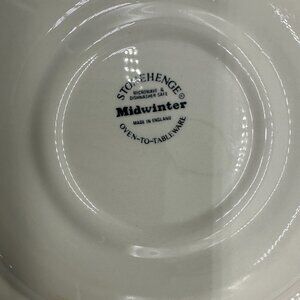 STONEHENGE ©
MICROWAVE &
DISHWASHER SAFE
Midwinter
MADE IN ENGLAND
OVEN-TO-TABLEWARE